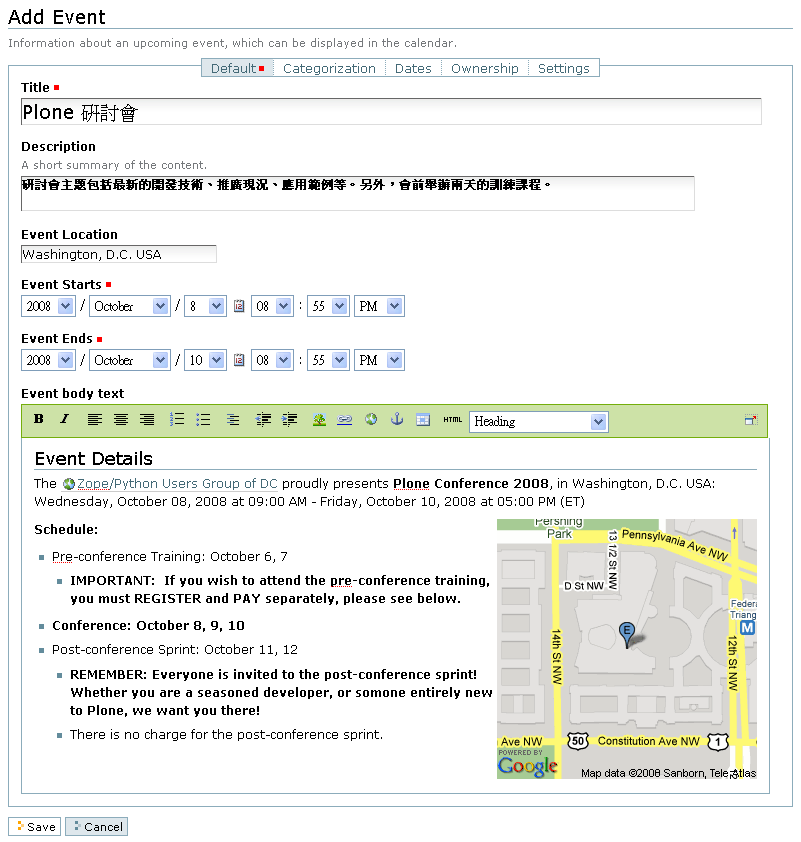 Add Event
Information about an upcoming event, which can be displayed in the calendar.
Default Categorization Dates Ownership Settings
Title
Plone 研討會
Description
A short summary of the content.
研討會主題包括最新的開發技術、推廣現況、應用範例等。另外，會前舉辦兩天的訓練課程。
Event Location
Washington, D.C. USA
Event Starts
2008 / October / 8 12 08 : 55 PM
Event Ends
2008 / October / 10 12 08 : 55 PM
Event body text
B I HTML Heading
Event Details
The Zope/Python Users Group of DC proudly presents Plone Conference 2008, in Washington, D.C. USA:
Wednesday, October 08, 2008 at 09:00 AM - Friday, October 10, 2008 at 05:00 PM (ET)
Schedule:
Pre-conference Training: October 6, 7
IMPORTANT: If you wish to attend the pre-conference training,
you must REGISTER and PAY separately, please see below.
Conference: October 8, 9, 10
Post-conference Sprint: October 11, 12
REMEMBER: Everyone is invited to the post-conference sprint!
Whether you are a seasoned developer, or somone entirely new
to Plone, we want you there!
There is no charge for the post-conference sprint.
Pershing
Park
13 1/2 St NW
Pennsylvania Ave NW
D St NW
Federa
Triang
M
E
14th St NW
12th St NW
Ave NW 50 Constitution Ave NW 1
POWERED BY
Google
Map data ©2008 Sanborn, Tele Atlas
Save Cancel